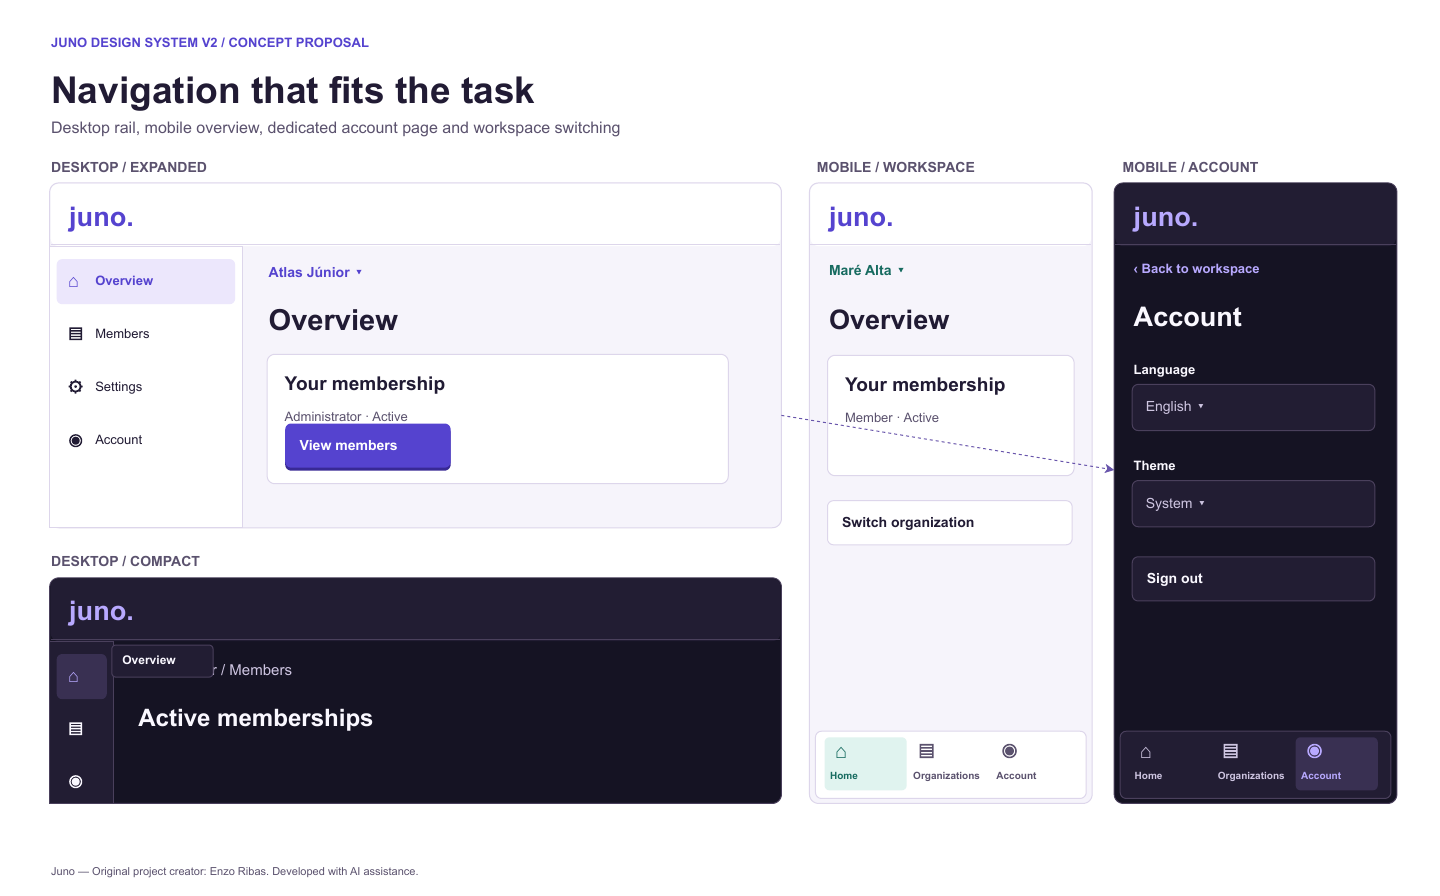 JUNO DESIGN SYSTEM V2 / CONCEPT PROPOSAL
Navigation that fits the task
Desktop rail, mobile overview, dedicated account page and workspace switching
DESKTOP / EXPANDED
juno.
Overview
Members
Settings
Account
Atlas Júnior
Overview
Your membership
Administrator · Active
View members
DESKTOP / COMPACT
juno.
Overview
r / Members
Active memberships
MOBILE / WORKSPACE
juno.
Maré Alta
Overview
Your membership
Member · Active
Switch organization
Home
Organizations
Account
MOBILE / ACCOUNT
juno.
‹ Back to workspace
Account
Language
English
Theme
System
Sign out
Home
Organizations
Account
Juno — Original project creator: Enzo Ribas. Developed with AI assistance.